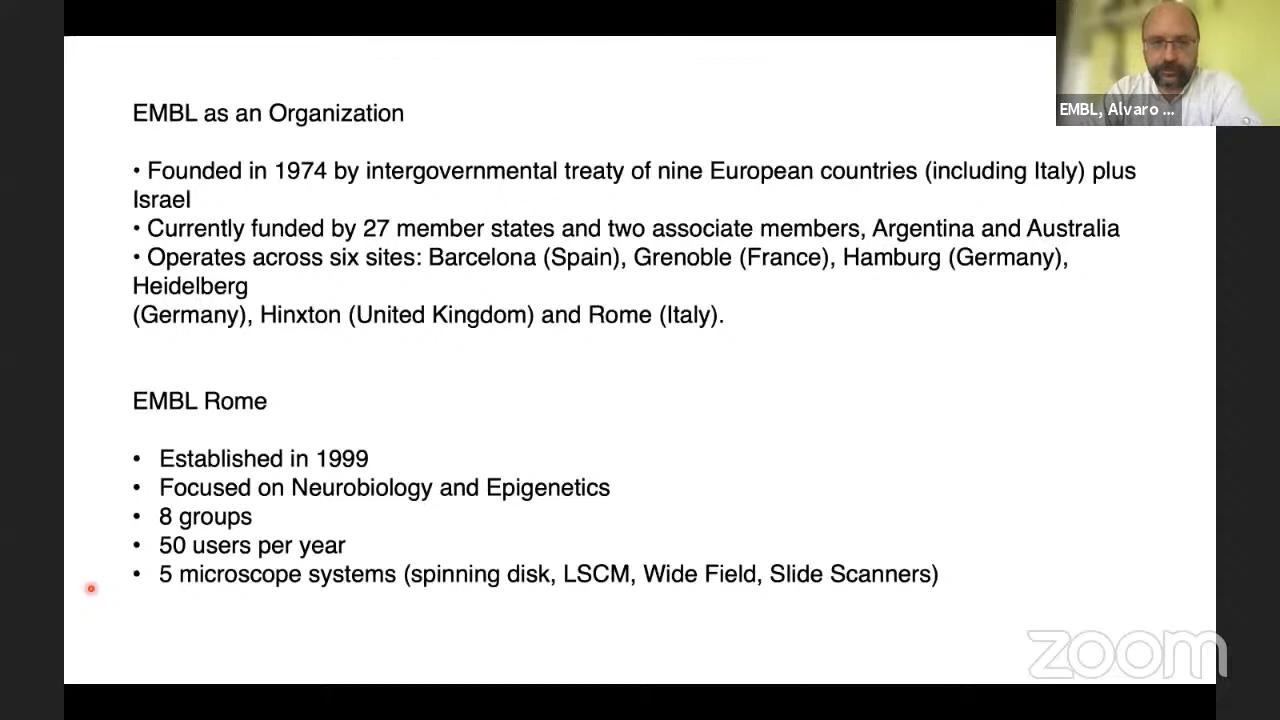 EMBL, Alvaro ...
EMBL as an Organization
• Founded in 1974 by intergovernmental treaty of nine European countries (including Italy) plus
Israel
• Currently funded by 27 member states and two associate members, Argentina and Australia
• Operates across six sites: Barcelona (Spain), Grenoble (France), Hamburg (Germany),
Heidelberg
(Germany), Hinxton (United Kingdom) and Rome (Italy).
EMBL Rome
• Established in 1999
• Focused on Neurobiology and Epigenetics
• 8 groups
• 50 users per year
• 5 microscope systems (spinning disk, LSCM, Wide Field, Slide Scanners)
zoom